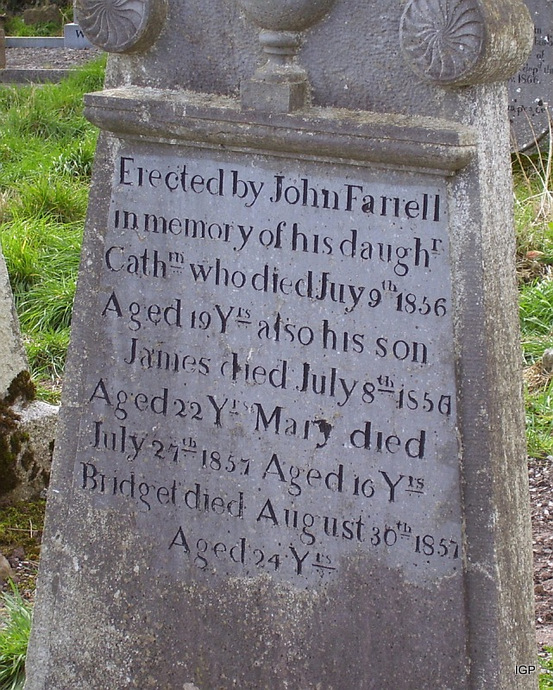 Erected by John Farrell
in memory of his daughr
Cathm who died Juy 9th 1856
Aged 19 Yrs also his son
James died July 8th 1856
Aged 22 Yrs Mary died
July 27th 1857 Aged 16 Yrs
Bridget died August 30th 1857
Aged 24 Yrs
IGP